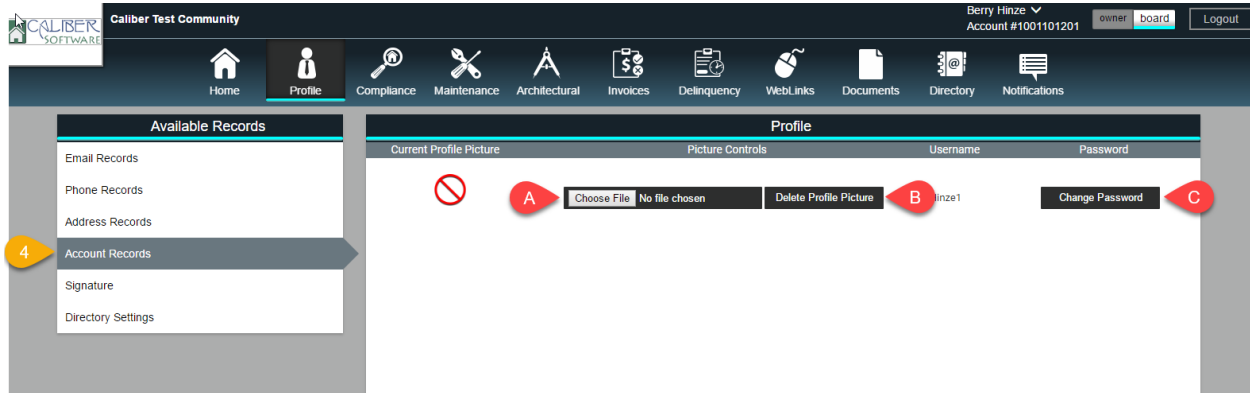 CALIBER
SOFTWARE
Caliber Test Community
Berry Hinze
Account #1001101201
owner board
Logout
Home Profile Compliance Maintenance Architectural Invoices Delinquency WebLinks Documents Directory Notifications
Available Records
Email Records
Phone Records
Address Records
4 Account Records
Signature
Directory Settings
Profile
Current Profile Picture Picture Controls Username Password
A Choose File No file chosen Delete Profile Picture B linze1 Change Password C